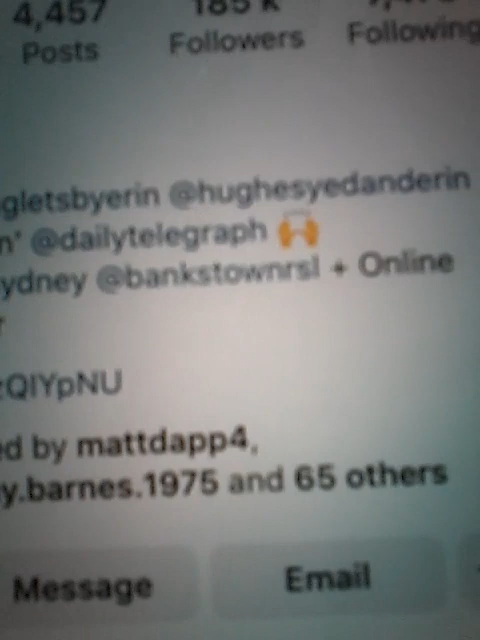 4,457 185 K
Posts Followers Following
gletsbyerin @hughesyedanderin
n' @dailytelegraph 🙌
ydney @bankstownrsl + Online
r
QIYpNU
ed by mattdapp4,
y.barnes.1975 and 65 others
Message Email